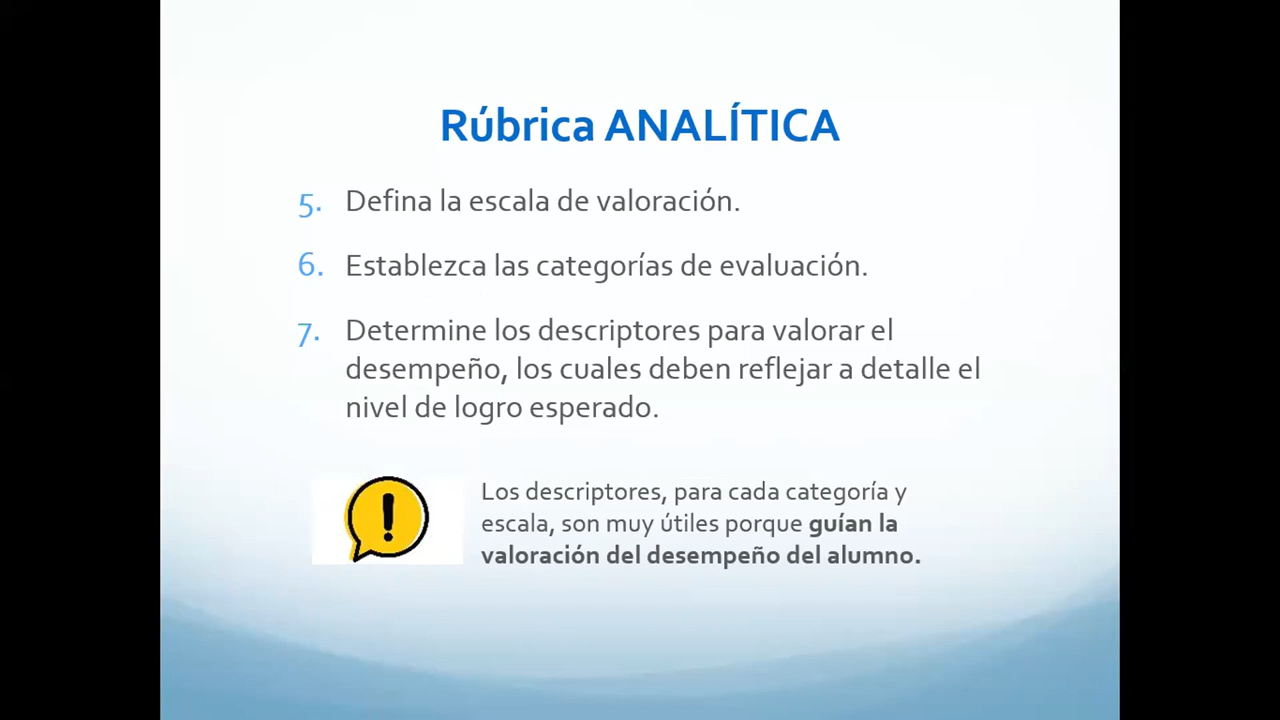 Rúbrica ANALÍTICA
5. Defina la escala de valoración.
6. Establezca las categorías de evaluación.
7. Determine los descriptores para valorar el
desempeño, los cuales deben reflejar a detalle el
nivel de logro esperado.
Los descriptores, para cada categoría y
escala, son muy útiles porque guían la
valoración del desempeño del alumno.